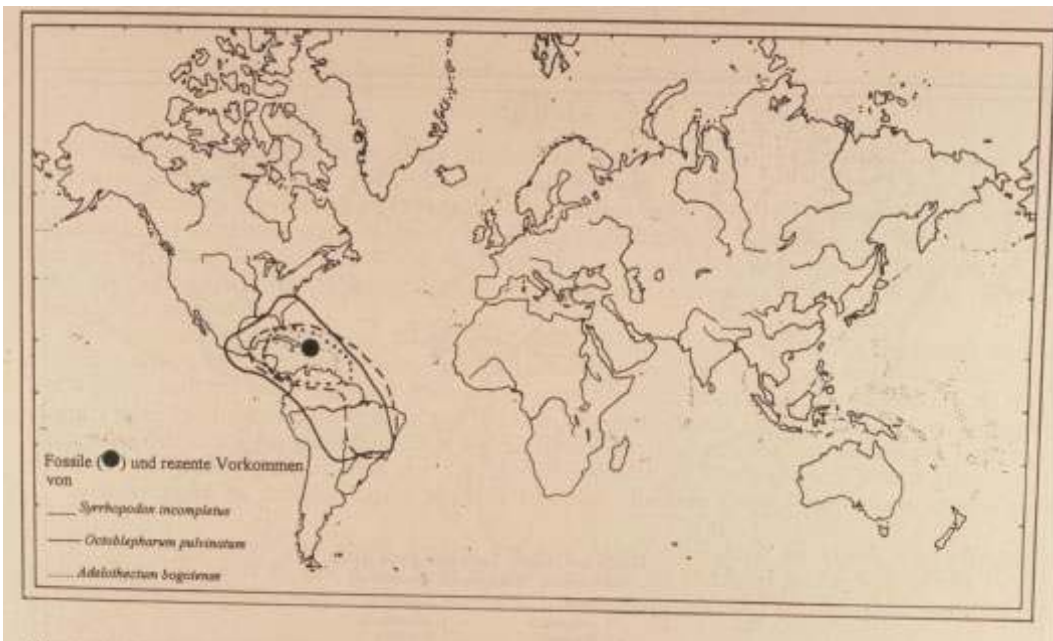 Fossile (●) und rezente Vorkommen
von
Syrrhopodon incompletus
Octoblepharum pulvinatum
Adelothecium bogotense